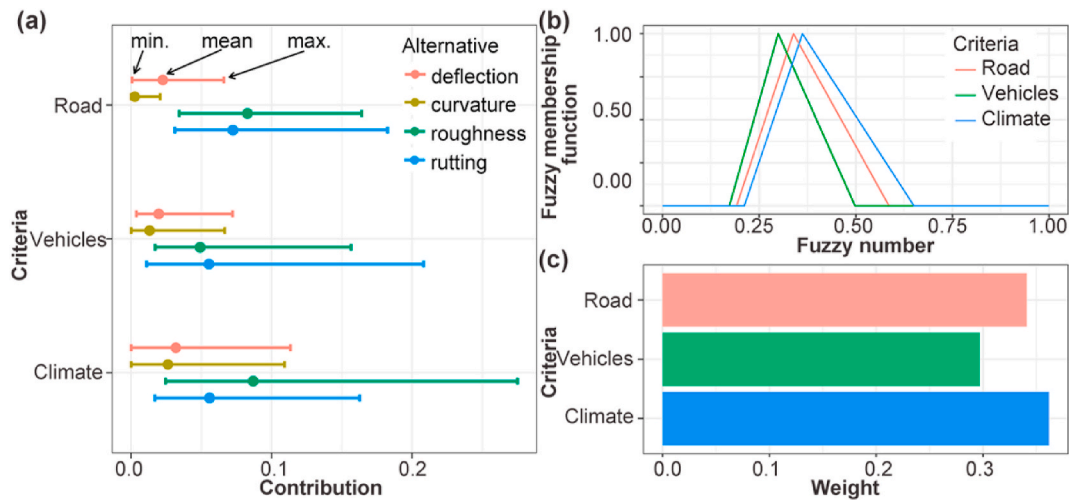 (a)
min.
mean
max.
Alternative
deflection
curvature
roughness
rutting
Criteria
Road
Vehicles
Climate
0.0
0.1
0.2
Contribution
(b)
Fuzzy membership
function
1.00
0.50
0.00
Criteria
Road
Vehicles
Climate
0.00
0.25
0.50
0.75
1.00
Fuzzy number
(c)
Criteria
Road
Vehicles
Climate
0.0
0.1
0.2
0.3
Weight